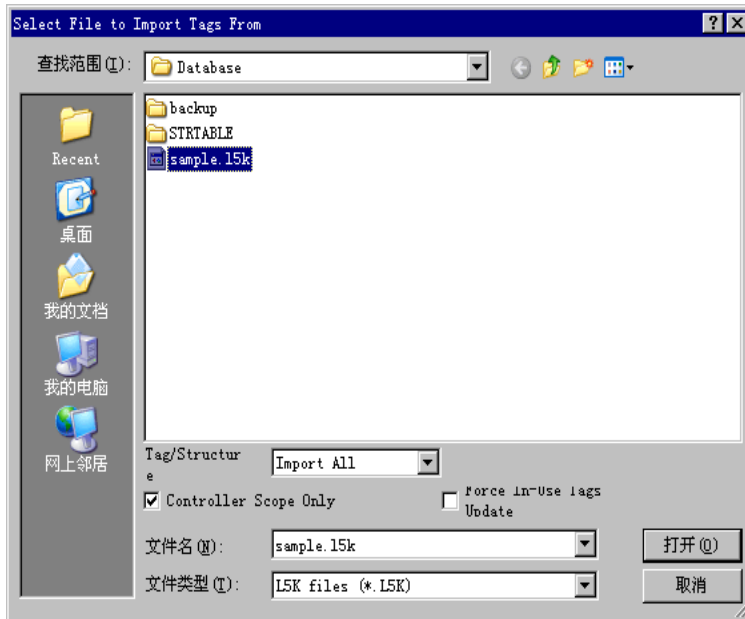 Select File to Import Tags From
查找范围(I):
Database
backup
STRTABLE
sample.l5k
Recent
桌面
我的文档
我的电脑
网上邻居
Tag/Structur
e
Import All
Controller Scope Only
Force In-Use Tags
Update
文件名(N):
sample.l5k
打开(O)
文件类型(T):
L5K files (*.L5K)
取消